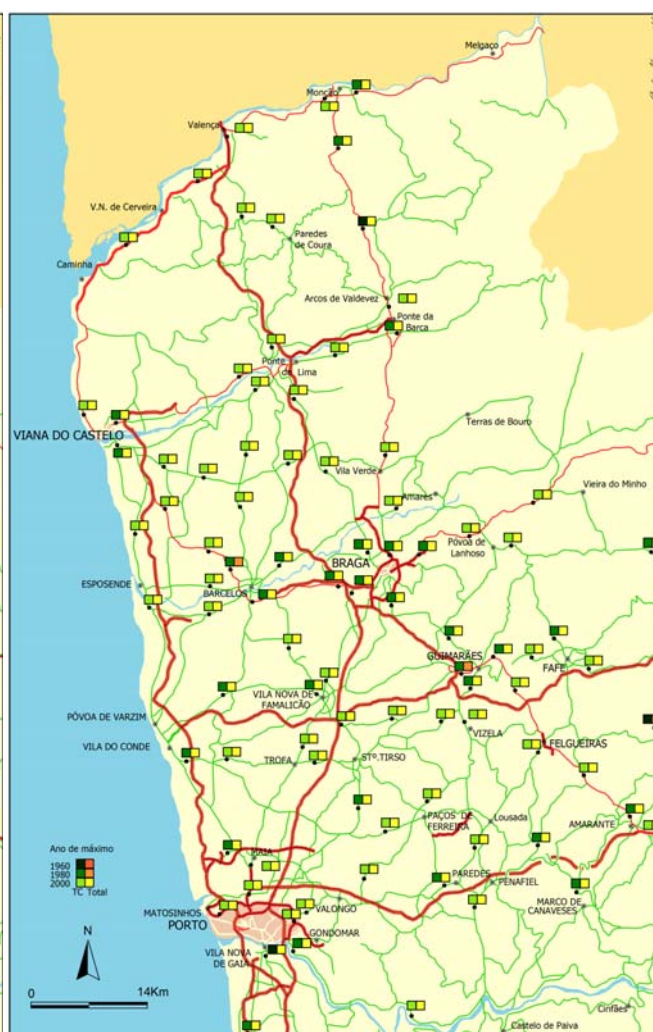 Melgaço
Monção
Valença
V.N. de Cerveira
Paredes
de Coura
Caminha
Arcos de Valdevez
Ponte da
Barca
Ponte
de Lima
Terras de Bouro
VIANA DO CASTELO
Vila Verde
Amares
Vieira do Minho
Póvoa de
Lanhoso
BRAGA
ESPOSENDE
BARCELOS
GUIMARÃES
FAFE
VILA NOVA DE
FAMALICÃO
PÓVOA DE VARZIM
VIZELA
VILA DO CONDE
FELGUEIRAS
TROFA
STº.TIRSO
PAÇOS DE
FERREIRA
Lousada
AMARANTE
Ano de máximo
1960
1980
2000
TC Total
MAIA
PAREDES
PENAFIEL
MATOSINHOS
VALONGO
MARCO DE
CANAVESES
PORTO
GONDOMAR
N
VILA NOVA
DE GAIA
0 14Km
Cinfães
Castelo de Paiva